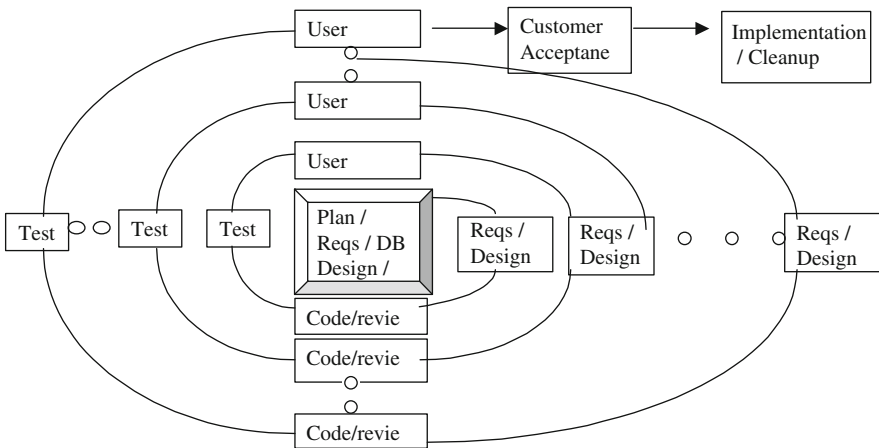 User
Customer
Acceptane
Implementation
/ Cleanup
User
User
Test
Test
Test
Plan /
Reqs / DB
Design /
Reqs /
Design
Reqs /
Design
Reqs /
Design
Code/revie
Code/revie
Code/revie